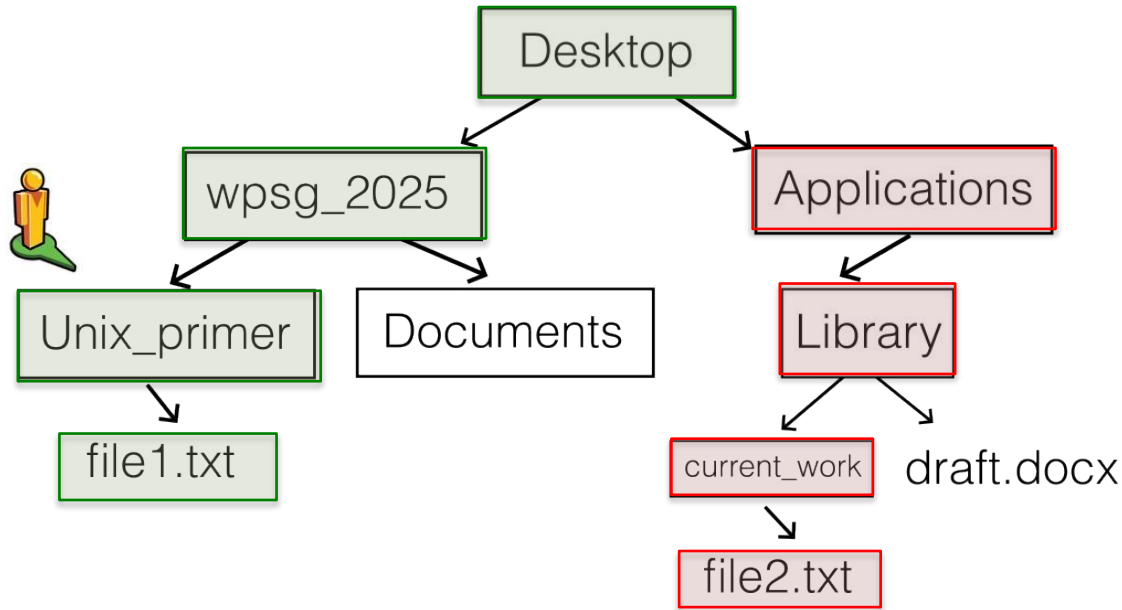 Desktop
wpsg_2025
Applications
Unix_primer
Documents
Library
file1.txt
current_work
draft.docx
file2.txt